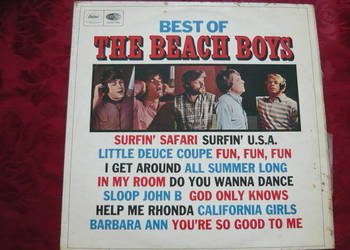 BEST OF
THE BEACH BOYS
SURFIN' SAFARI SURFIN' U.S.A.
LITTLE DEUCE COUPE FUN, FUN, FUN
I GET AROUND ALL SUMMER LONG
IN MY ROOM DO YOU WANNA DANCE
SLOOP JOHN B GOD ONLY KNOWS
HELP ME RHONDA CALIFORNIA GIRLS
BARBARA ANN YOU'RE SO GOOD TO ME